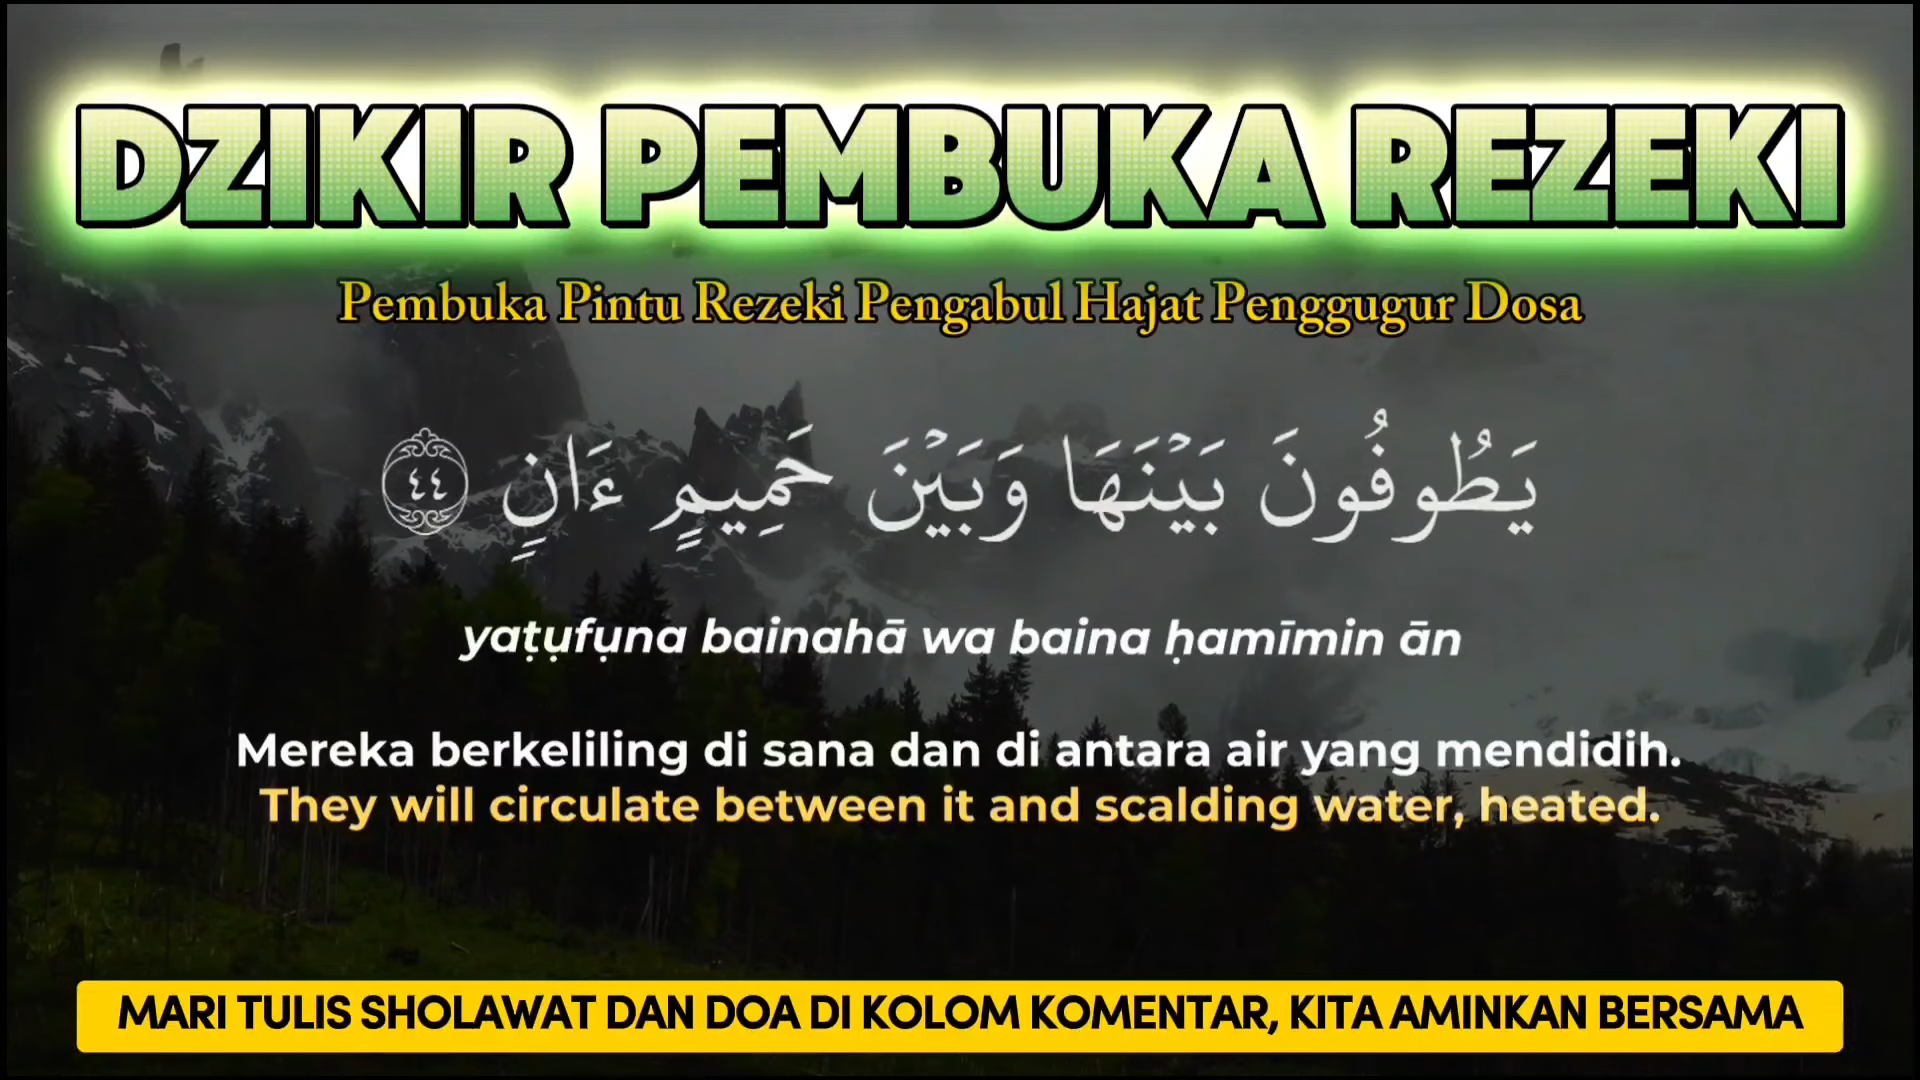 DZIKIR PEMBUKA REZEKI
Pembuka Pintu Rezeki Pengabul Hajat Penggugur Dosa
يَطُوفُونَ بَيْنَهَا وَبَيْنَ حَمِيمٍ ءَانٍ ٤٤
yaṭụfụna bainahā wa baina ḥamīmin ān
Mereka berkeliling di sana dan di antara air yang mendidih.
They will circulate between it and scalding water, heated.
MARI TULIS SHOLAWAT DAN DOA DI KOLOM KOMENTAR, KITA AMINKAN BERSAMA